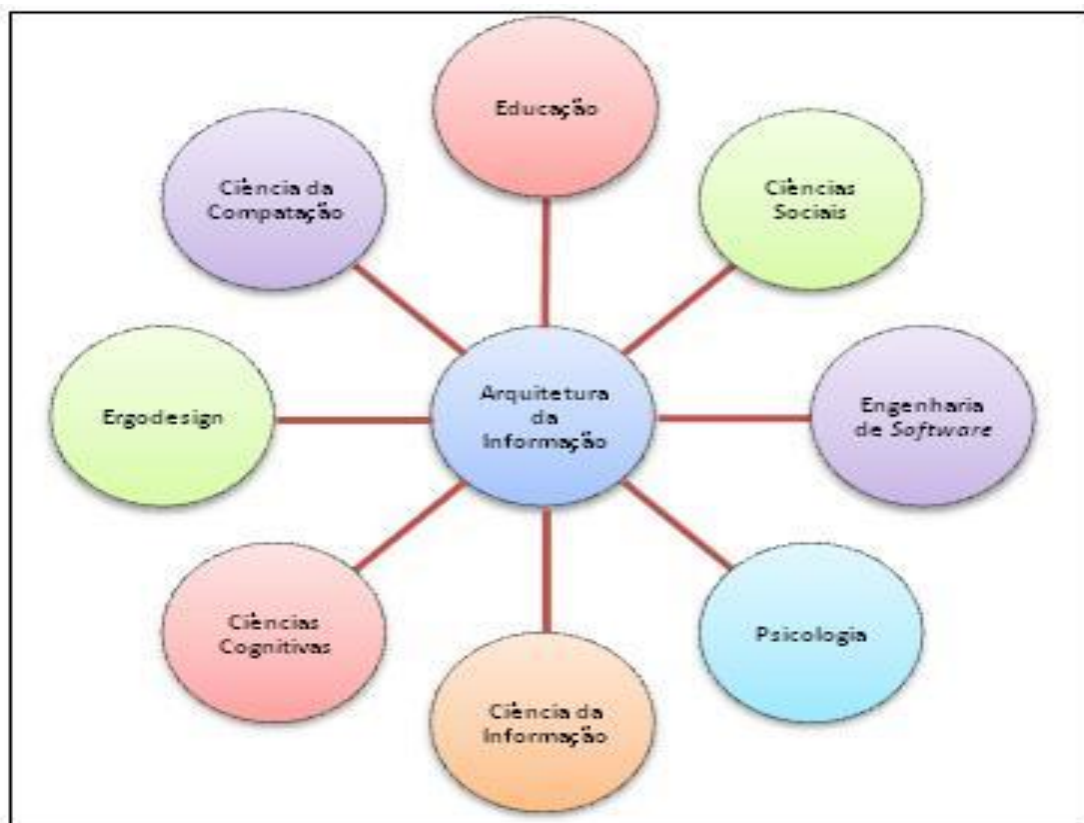 Educação
Ciências
Sociais
Engenharia
de Software
Psicologia
Ciência da
Informação
Ciências
Cognitivas
Ergodesign
Ciência da
Compatação
Arquitetura
da
Informação